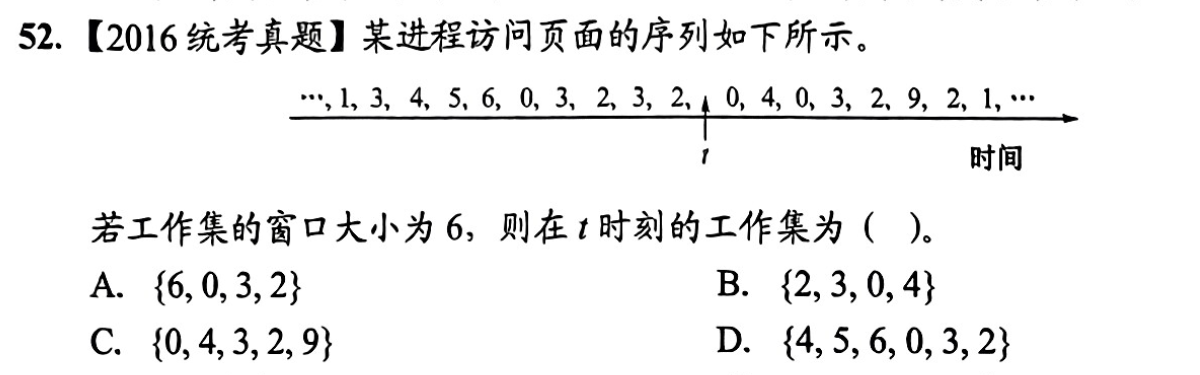 52.【2016 统考真题】某进程访问页面的序列如下所示。
…, 1, 3, 4, 5, 6, 0, 3, 2, 3, 2, 0, 4, 0, 3, 2, 9, 2, 1, …
t
时间
若工作集的窗口大小为 6，则在 t 时刻的工作集为（ ）。
A. {6, 0, 3, 2} B. {2, 3, 0, 4}
C. {0, 4, 3, 2, 9} D. {4, 5, 6, 0, 3, 2}